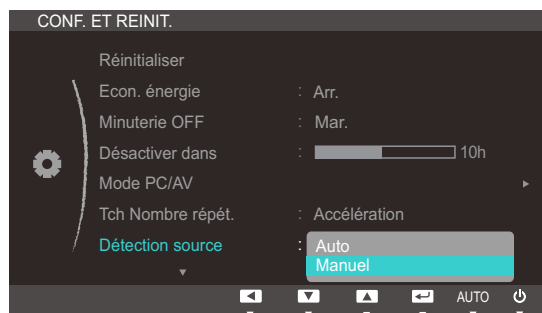 CONF. ET REINIT.
Réinitialiser
Econ. énergie : Arr.
Minuterie OFF : Mar.
Désactiver dans : 10h
Mode PC/AV
Tch Nombre répét. : Accélération
Détection source : Auto
Manuel
AUTO